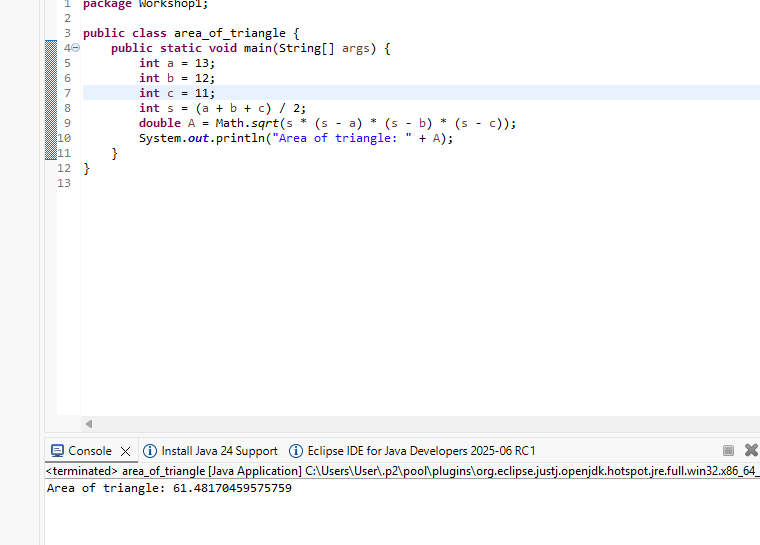 1 package Workshop1;
2
3 public class area_of_triangle {
4 public static void main(String[] args) {
5 int a = 13;
6 int b = 12;
7 int c = 11;
8 int s = (a + b + c) / 2;
9 double A = Math.sqrt(s * (s - a) * (s - b) * (s - c));
10 System.out.println("Area of triangle: " + A);
11 }
12 }
13
Console Install Java 24 Support Eclipse IDE for Java Developers 2025-06 RC1
<terminated> area_of_triangle [Java Application] C:\Users\User\.p2\pool\plugins\org.eclipse.justj.openjdk.hotspot.jre.full.win32.x86_64_
Area of triangle: 61.48170459575759